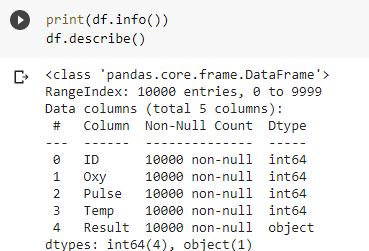 print(df.info())
df.describe()
<class 'pandas.core.frame.DataFrame'>
RangeIndex: 10000 entries, 0 to 9999
Data columns (total 5 columns):
 #   Column  Non-Null Count  Dtype
---  ------  --------------  -----
 0   ID      10000 non-null  int64
 1   Oxy     10000 non-null  int64
 2   Pulse   10000 non-null  int64
 3   Temp    10000 non-null  int64
 4   Result  10000 non-null  object
dtypes: int64(4), object(1)